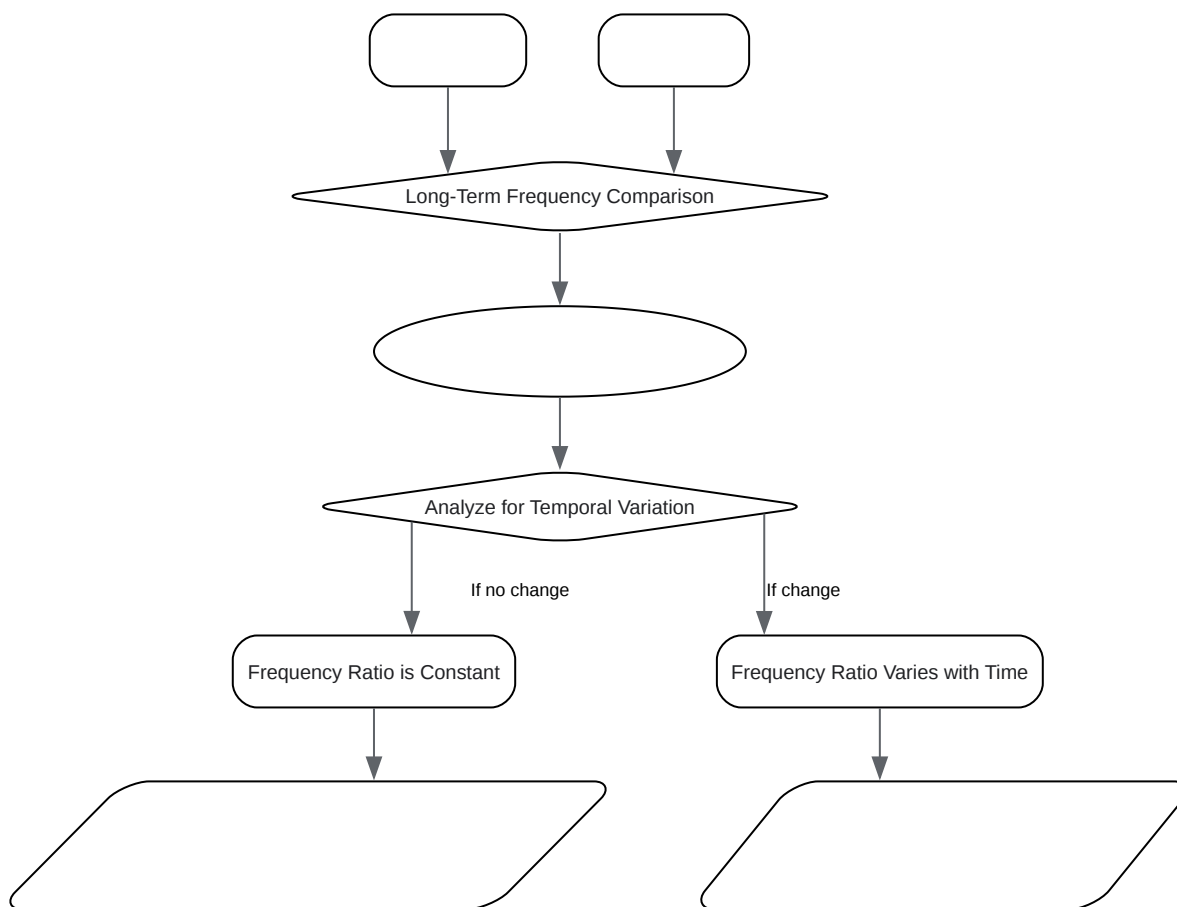 Long-Term Frequency Comparison
Analyze for Temporal Variation
If no change
If change
Frequency Ratio is Constant
Frequency Ratio Varies with Time